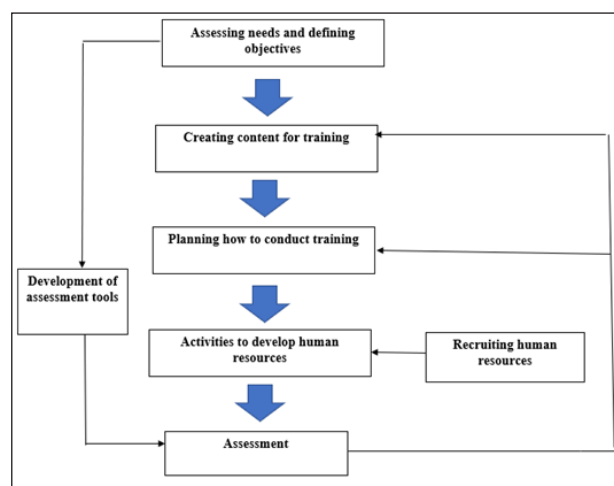 Assessing needs and defining
objectives
Creating content for training
Planning how to conduct training
Development of
assessment tools
Activities to develop human
resources
Recruiting human
resources
Assessment